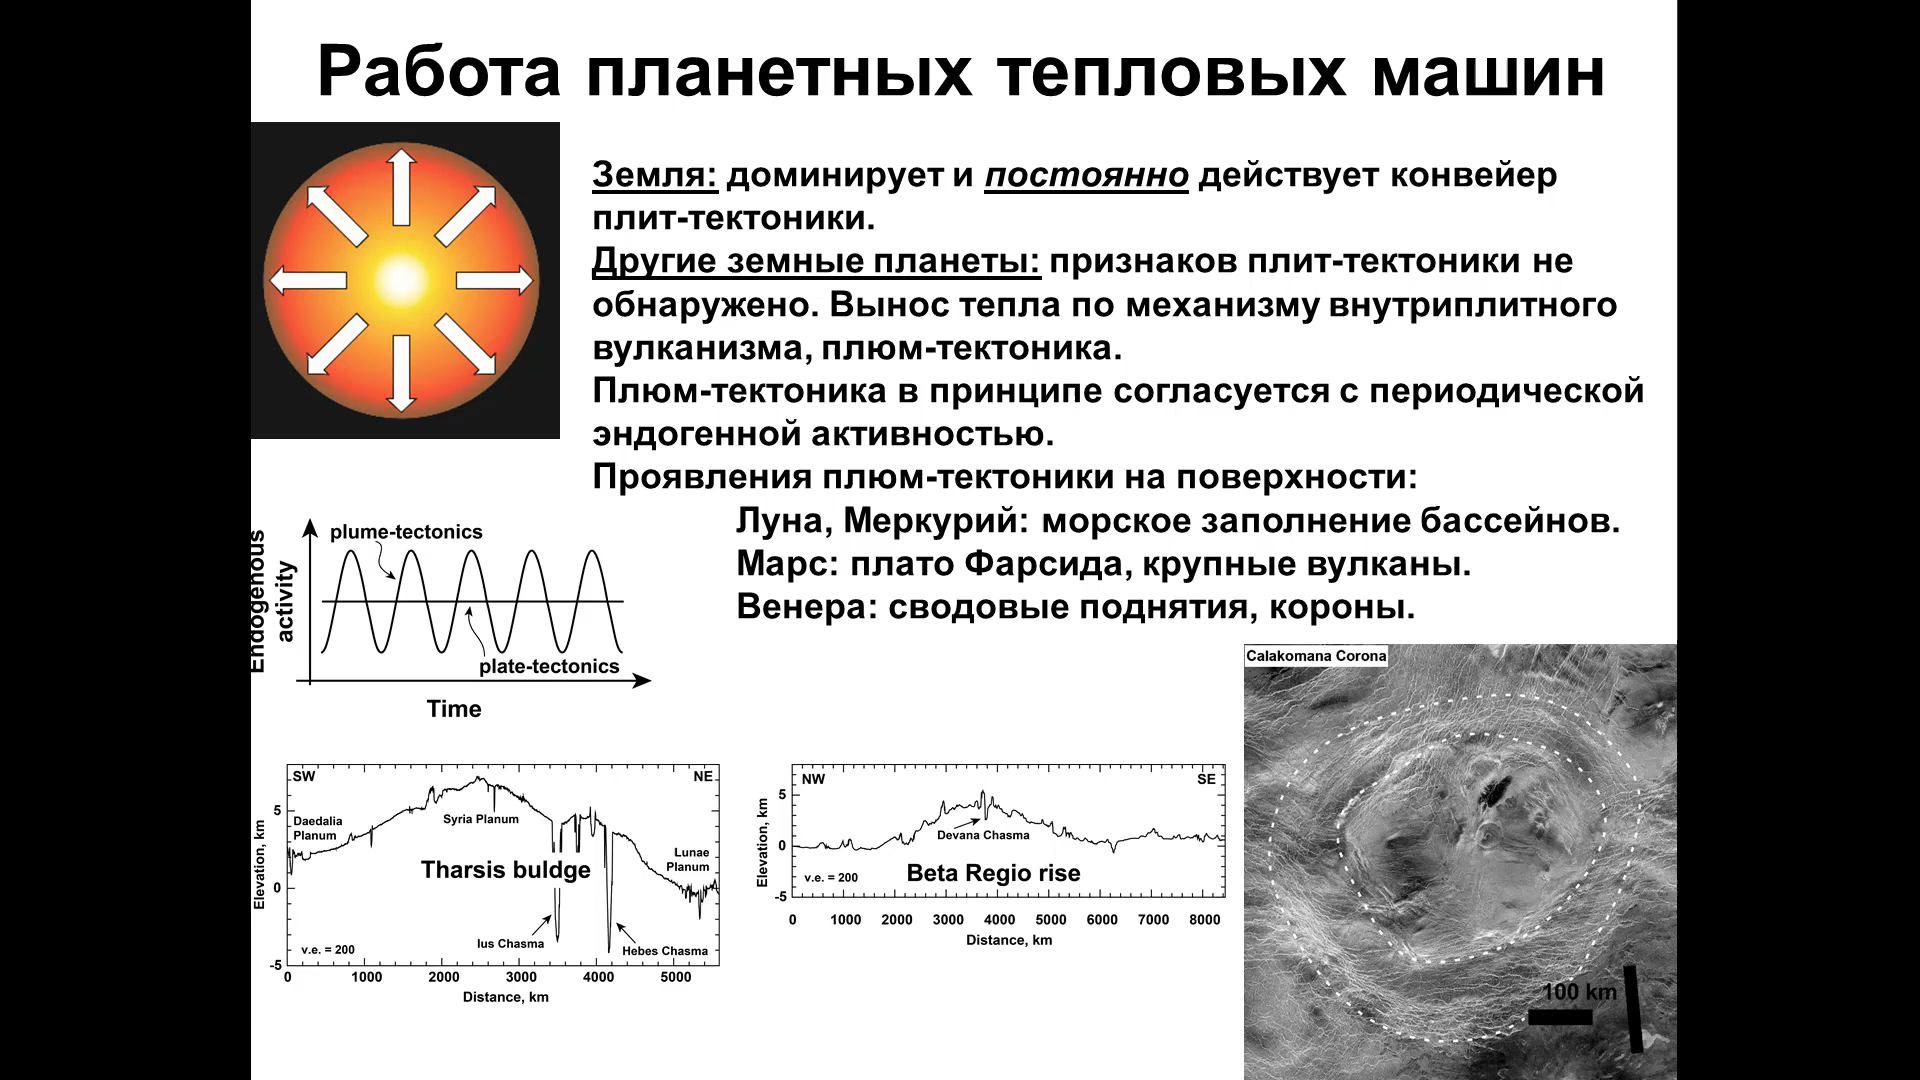 Работа планетных тепловых машин
Земля: доминирует и постоянно действует конвейер
плит-тектоники.
Другие земные планеты: признаков плит-тектоники не
обнаружено. Вынос тепла по механизму внутриплитного
вулканизма, плюм-тектоника.
Плюм-тектоника в принципе согласуется с периодической
эндогенной активностью.
Проявления плюм-тектоники на поверхности:
Луна, Меркурий: морское заполнение бассейнов.
Марс: плато Фарсида, крупные вулканы.
Венера: сводовые поднятия, короны.
Endogenous
activity
plume-tectonics
plate-tectonics
Time
SW
NE
5
0
-5
Elevation, km
Daedalia
Planum
Syria Planum
Lunae
Planum
Tharsis buldge
Ius Chasma
Hebes Chasma
v.e. = 200
0 1000 2000 3000 4000 5000
Distance, km
NW
SE
5
0
-5
Elevation, km
Devana Chasma
v.e. = 200
Beta Regio rise
0 1000 2000 3000 4000 5000 6000 7000 8000
Distance, km
Calakomana Corona
100 km